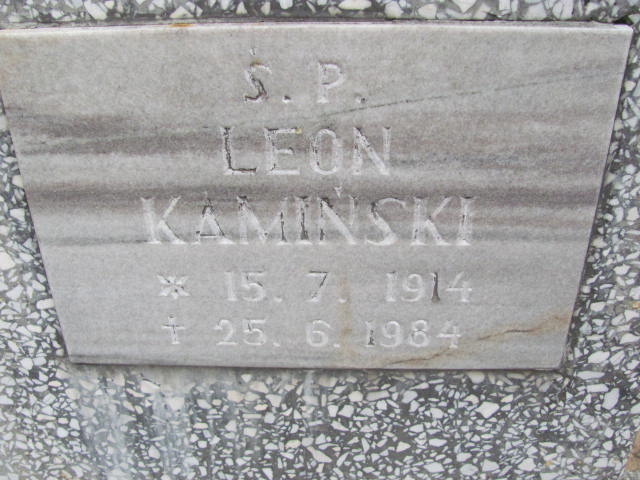 Ś. P.
LEON
KAMIŃSKI
* 15. 7. 1914
† 25. 6. 1984